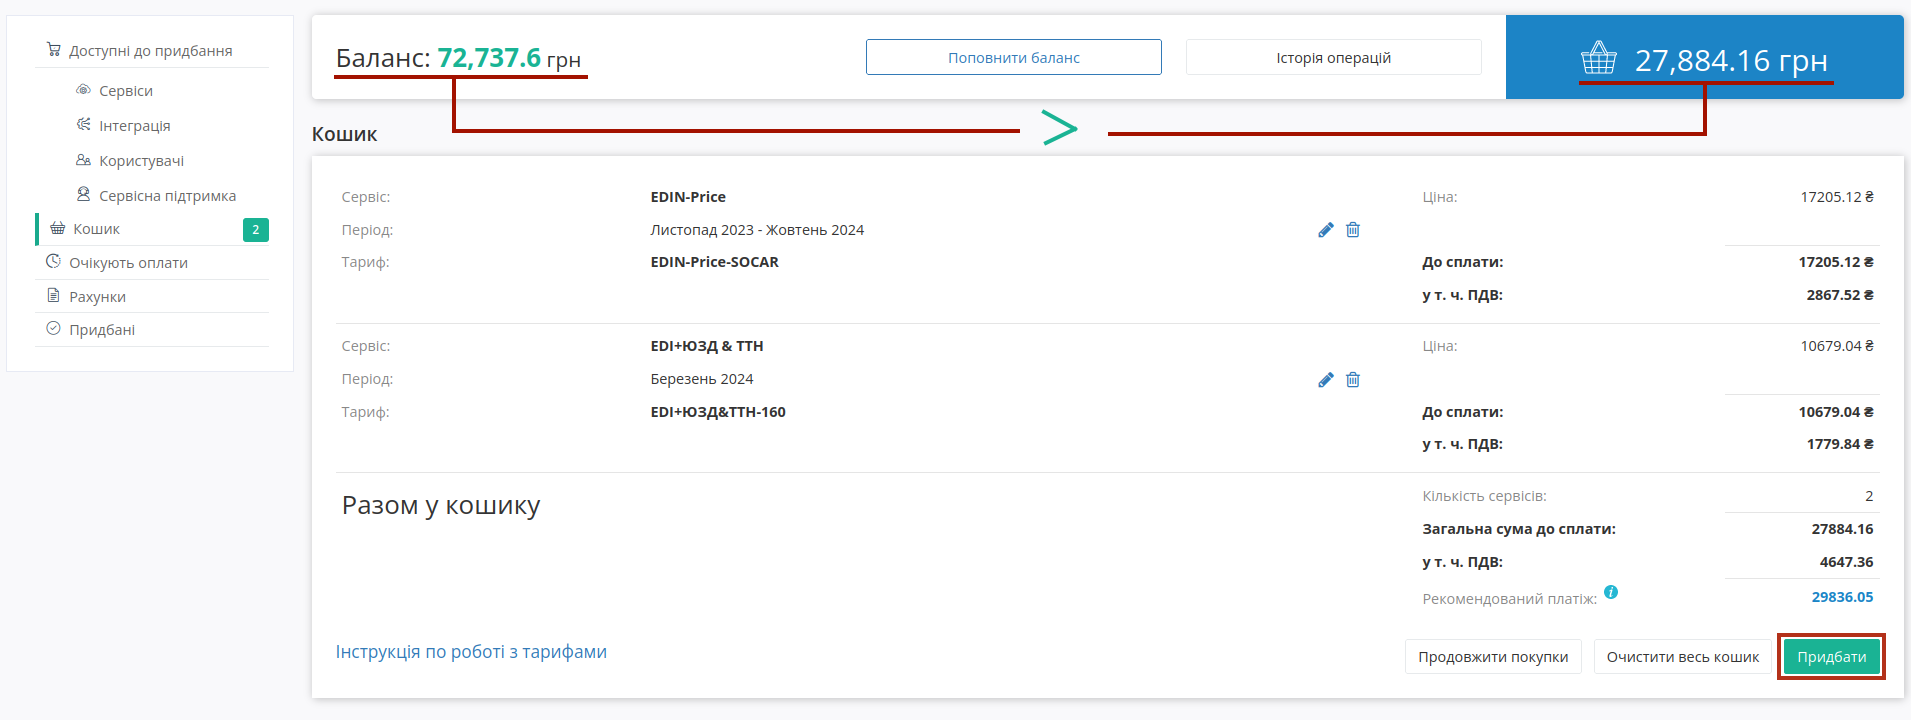 Доступні до придбання
Сервіси
Інтеграція
Користувачі
Сервісна підтримка
Кошик 2
Очікують оплати
Рахунки
Придбані
Баланс: 72,737.6 грн
Поповнити баланс
Історія операцій
27,884.16 грн
>
Кошик
Сервіс: EDIN-Price Ціна: 17205.12 ₴
Період: Листопад 2023 - Жовтень 2024
Тариф: EDIN-Price-SOCAR До сплати: 17205.12 ₴
у т. ч. ПДВ: 2867.52 ₴
Сервіс: EDI+ЮЗД & ТТН Ціна: 10679.04 ₴
Період: Березень 2024
Тариф: EDI+ЮЗД&ТТН-160 До сплати: 10679.04 ₴
у т. ч. ПДВ: 1779.84 ₴
Разом у кошику Кількість сервісів: 2
Загальна сума до сплати: 27884.16
у т. ч. ПДВ: 4647.36
Рекомендований платіж: i 29836.05
Інструкція по роботі з тарифами Продовжити покупки Очистити весь кошик Придбати